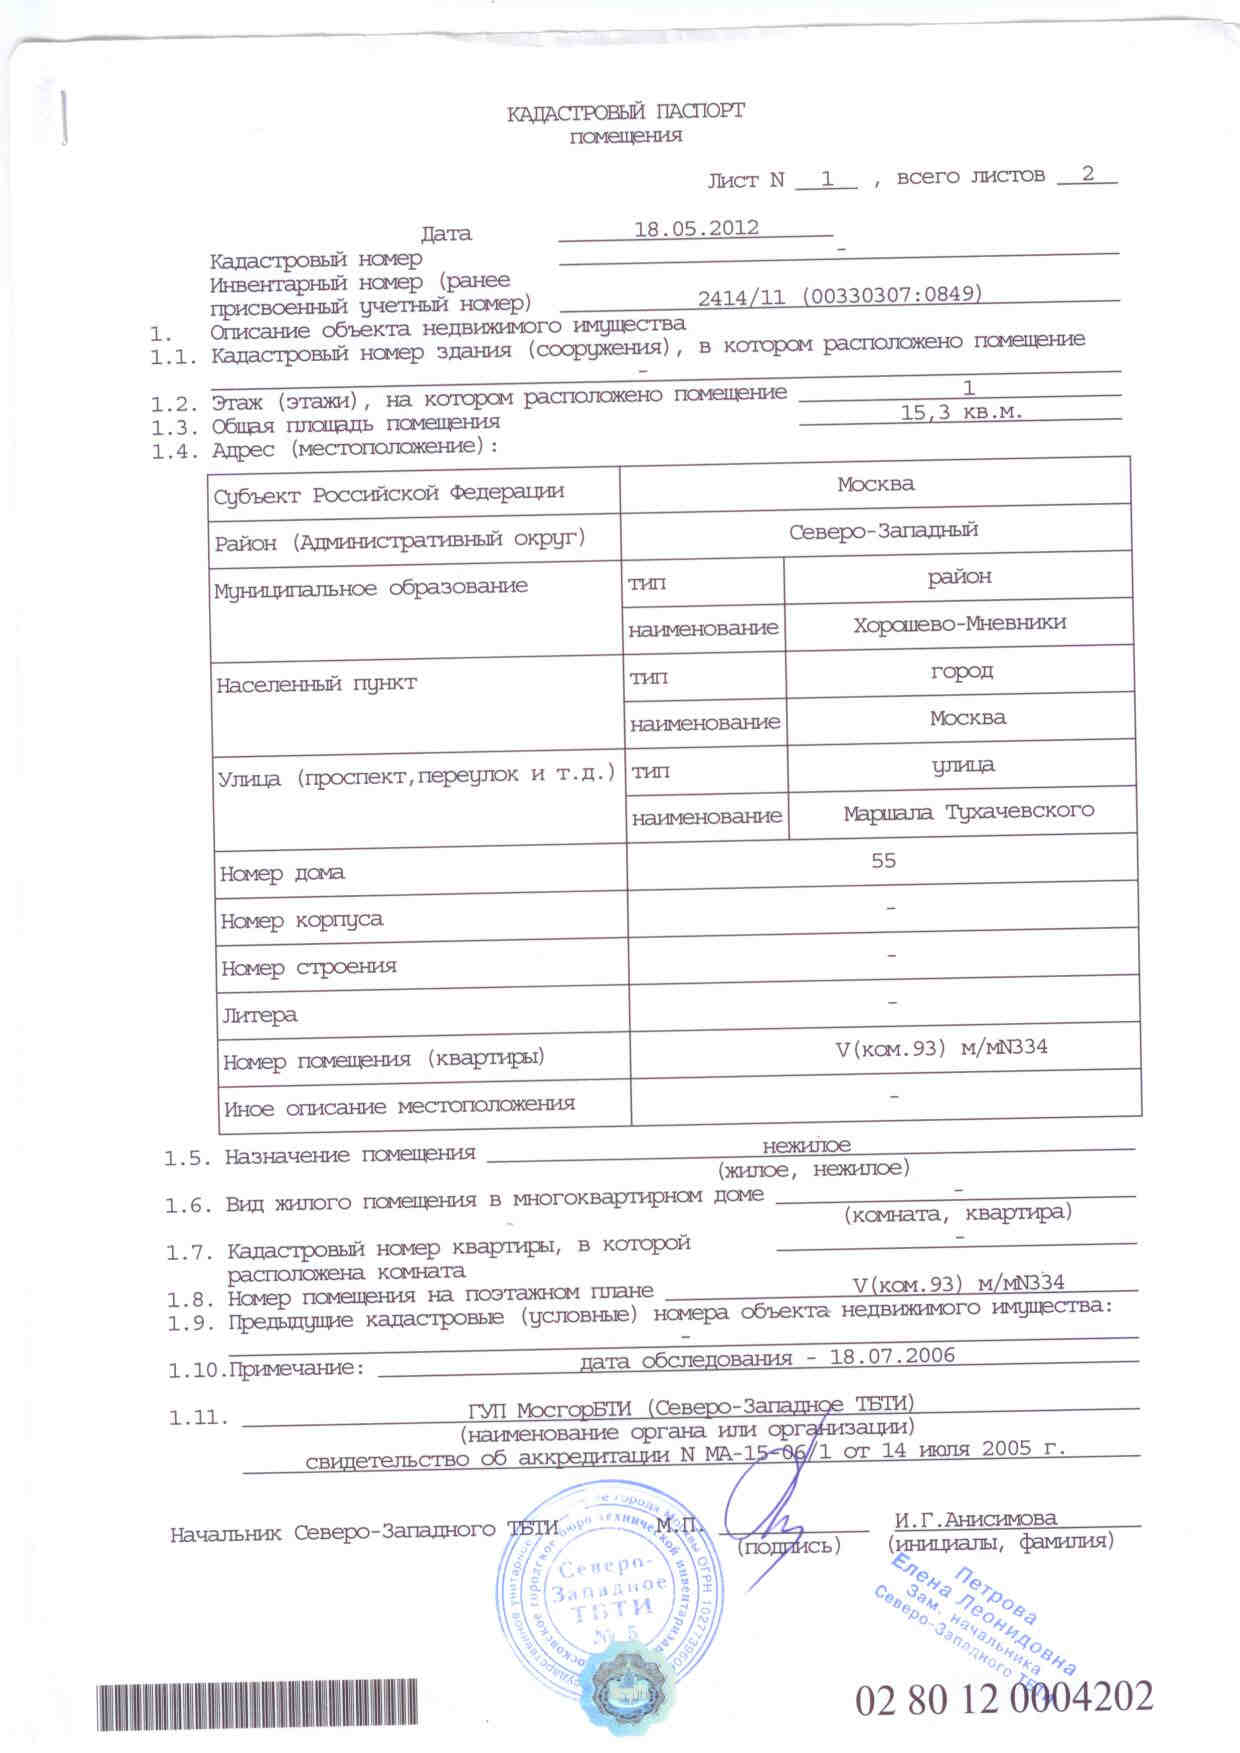 КАДАСТРОВЫЙ ПАСПОРТ
помещения
Лист N 1 , всего листов 2
Дата 18.05.2012
Кадастровый номер -
Инвентарный номер (ранее
присвоенный учетный номер) 2414/11 (00330307:0849)
1. Описание объекта недвижимого имущества
1.1. Кадастровый номер здания (сооружения), в котором расположено помещение
-
1.2. Этаж (этажи), на котором расположено помещение 1
1.3. Общая площадь помещения 15,3 кв.м.
1.4. Адрес (местоположение):
Субъект Российской Федерации Москва
Район (Административный округ) Северо-Западный
Муниципальное образование тип район
наименование Хорошево-Мневники
Населенный пункт тип город
наименование Москва
Улица (проспект,переулок и т.д.) тип улица
наименование Маршала Тухачевского
Номер дома 55
Номер корпуса -
Номер строения -
Литера -
Номер помещения (квартиры) V(ком.93) м/мN334
Иное описание местоположения -
1.5. Назначение помещения нежилое
(жилое, нежилое)
1.6. Вид жилого помещения в многоквартирном доме -
(комната, квартира)
1.7. Кадастровый номер квартиры, в которой -
расположена комната
1.8. Номер помещения на поэтажном плане V(ком.93) м/мN334
1.9. Предыдущие кадастровые (условные) номера объекта недвижимого имущества:
-
1.10.Примечание: дата обследования - 18.07.2006
1.11. ГУП МосгорБТИ (Северо-Западное ТБТИ)
(наименование органа или организации)
свидетельство об аккредитации N МА-15-06/1 от 14 июля 2005 г.
Начальник Северо-Западного ТБТИ М.П. И.Г.Анисимова
(подпись) (инициалы, фамилия)
Северо-
Западное
ТБТИ
№ 5
Петрова
Елена Леонидовна
Зам. начальника
Северо-Западного ТБТИ
02 80 12 0004202